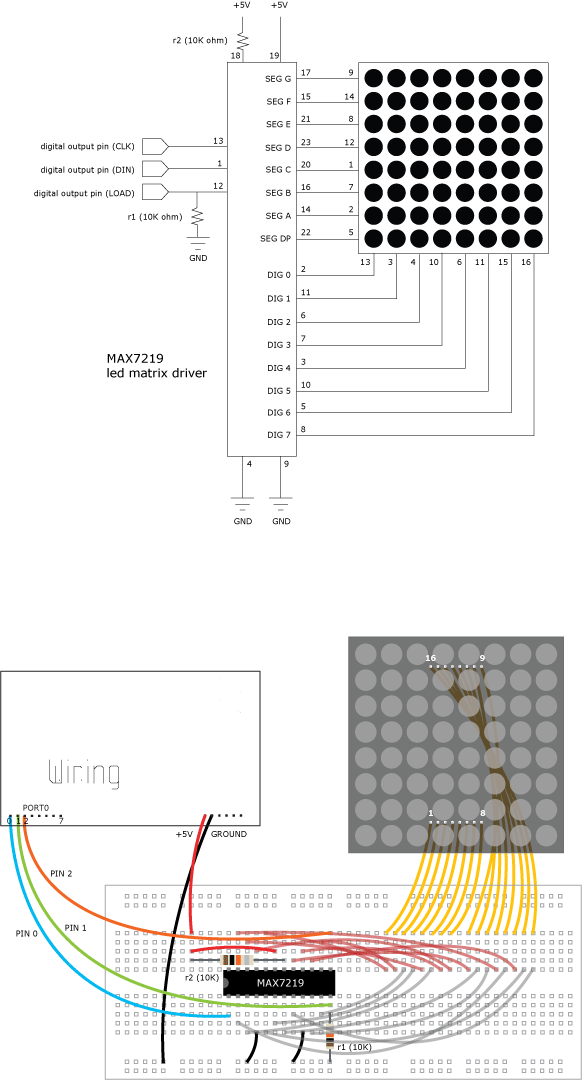 +5V +5V
r2 (10K ohm)
18 19
SEG G 17 9
SEG F 15 14
SEG E 21 8
digital output pin (CLK) 13 SEG D 23 12
digital output pin (DIN) 1 SEG C 20 1
digital output pin (LOAD) 12 SEG B 16 7
r1 (10K ohm) SEG A 14 2
SEG DP 22 5
GND
13 3 4 10 6 11 15 16
DIG 0 2
DIG 1 11
DIG 2 6
DIG 3 7
MAX7219
led matrix driver
DIG 4 3
DIG 5 10
DIG 6 5
DIG 7 8
4 9
GND GND
16 9
Wiring
PORT0
0 1 2 7
1 8
+5V GROUND
PIN 2
PIN 1
PIN 0
r2 (10K)
MAX7219
r1 (10K)